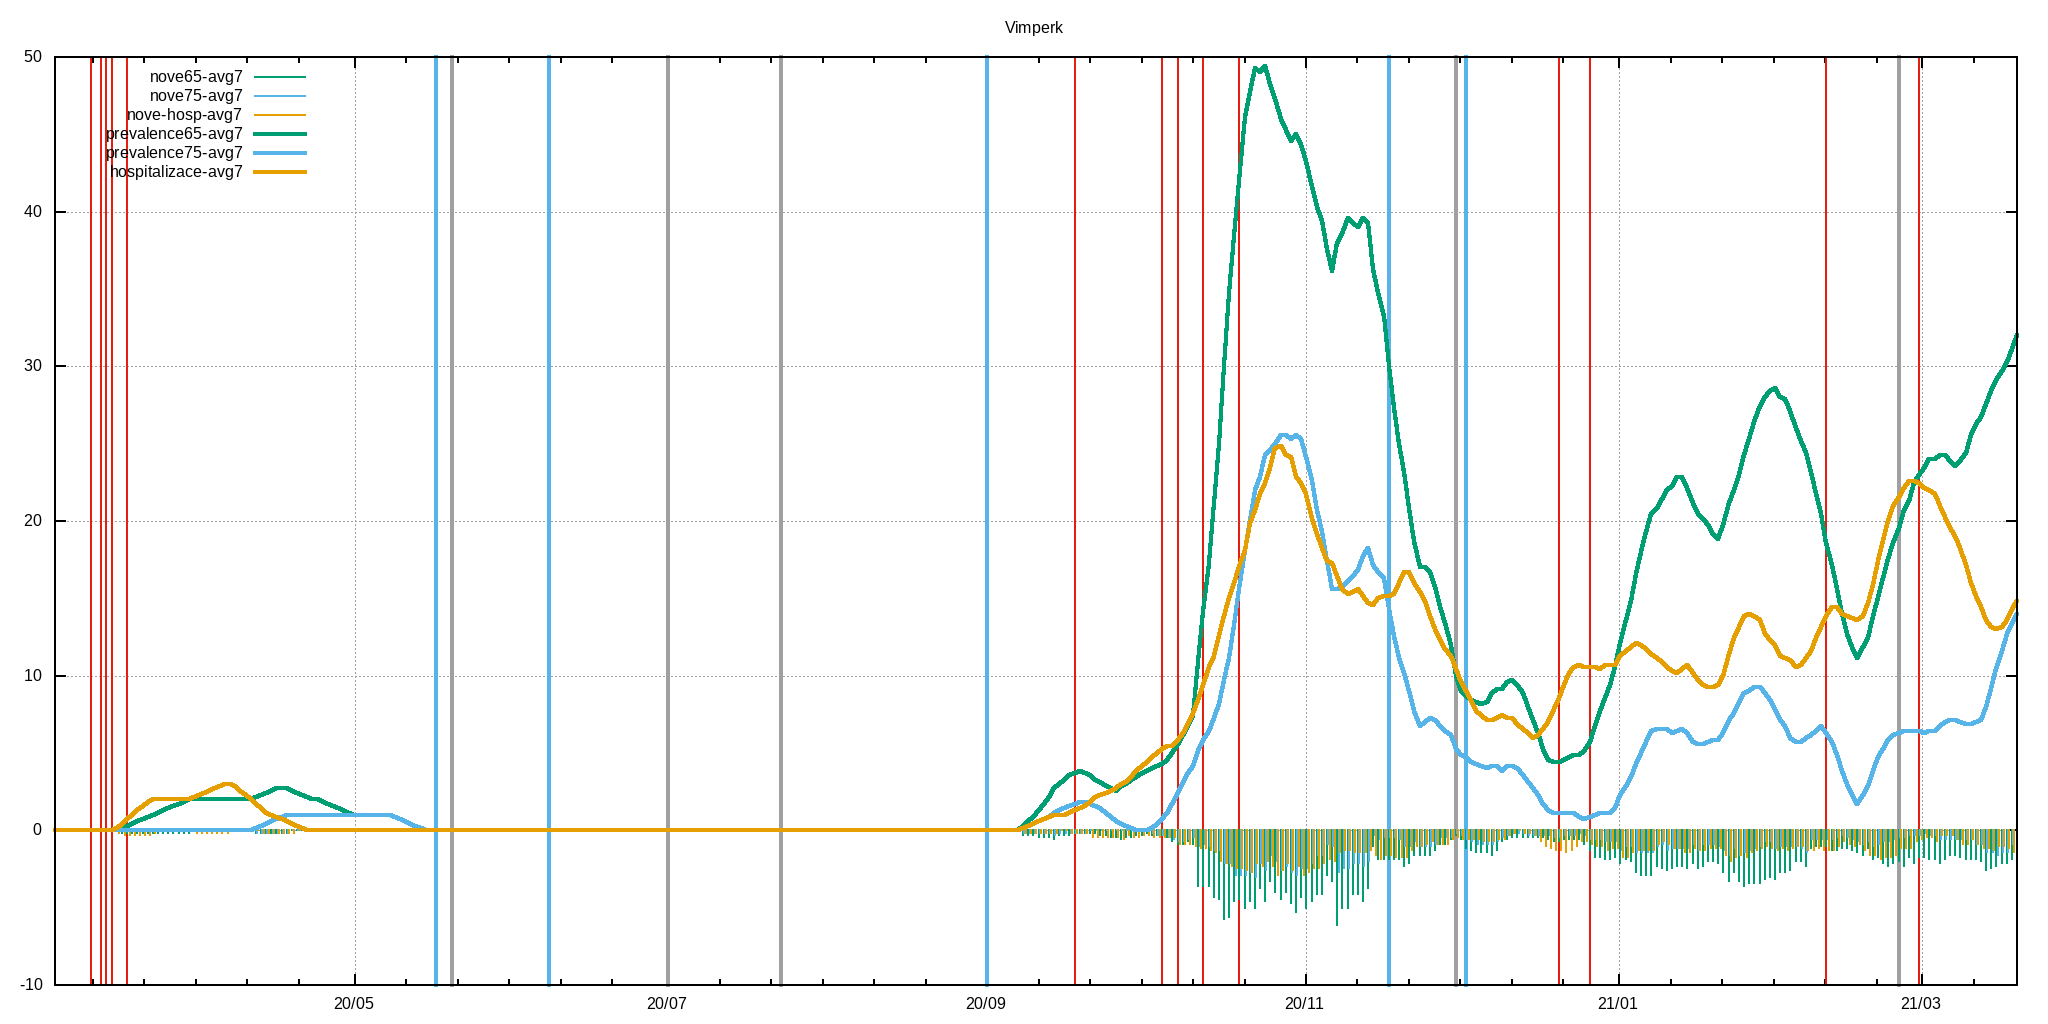 Vimperk
50
nove65-avg7
nove75-avg7
nove-hosp-avg7
prevalence65-avg7
prevalence75-avg7
hospitalizace-avg7
40
30
20
10
0
-10
20/05 20/07 20/09 20/11 21/01 21/03